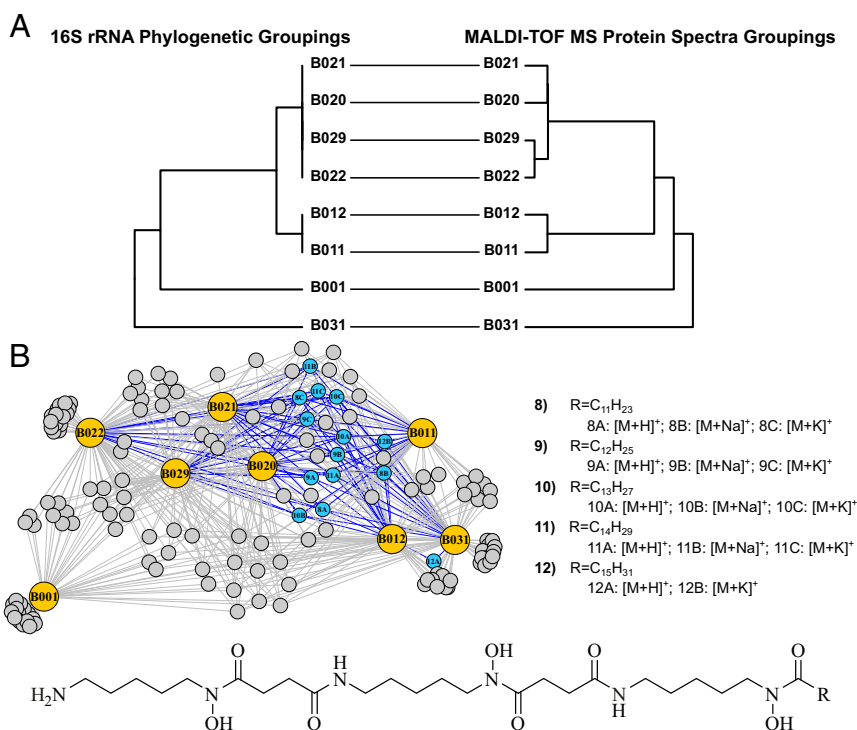 A
16S rRNA Phylogenetic Groupings
MALDI-TOF MS Protein Spectra Groupings
B021 B021
B020 B020
B029 B029
B022 B022
B012 B012
B011 B011
B001 B001
B031 B031
B
11B
8C
11C
10C
B021
9C
B022
10A
12B
B011
9B
B020
8B
B029
9A
11A
10B
8A
B012
B031
12A
B001
8) R=C₁₁H₂₃
8A: [M+H]⁺; 8B: [M+Na]⁺; 8C: [M+K]⁺
9) R=C₁₂H₂₅
9A: [M+H]⁺; 9B: [M+Na]⁺; 9C: [M+K]⁺
10) R=C₁₃H₂₇
10A: [M+H]⁺; 10B: [M+Na]⁺; 10C: [M+K]⁺
11) R=C₁₄H₂₉
11A: [M+H]⁺; 11B: [M+Na]⁺; 11C: [M+K]⁺
12) R=C₁₅H₃₁
12A: [M+H]⁺; 12B: [M+K]⁺
O H OH O O
H₂N N N N N R
OH O O H OH